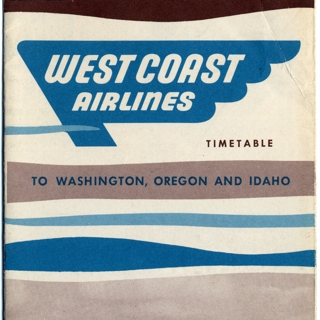 WEST COAST
AIRLINES
TIMETABLE
TO WASHINGTON, OREGON AND IDAHO